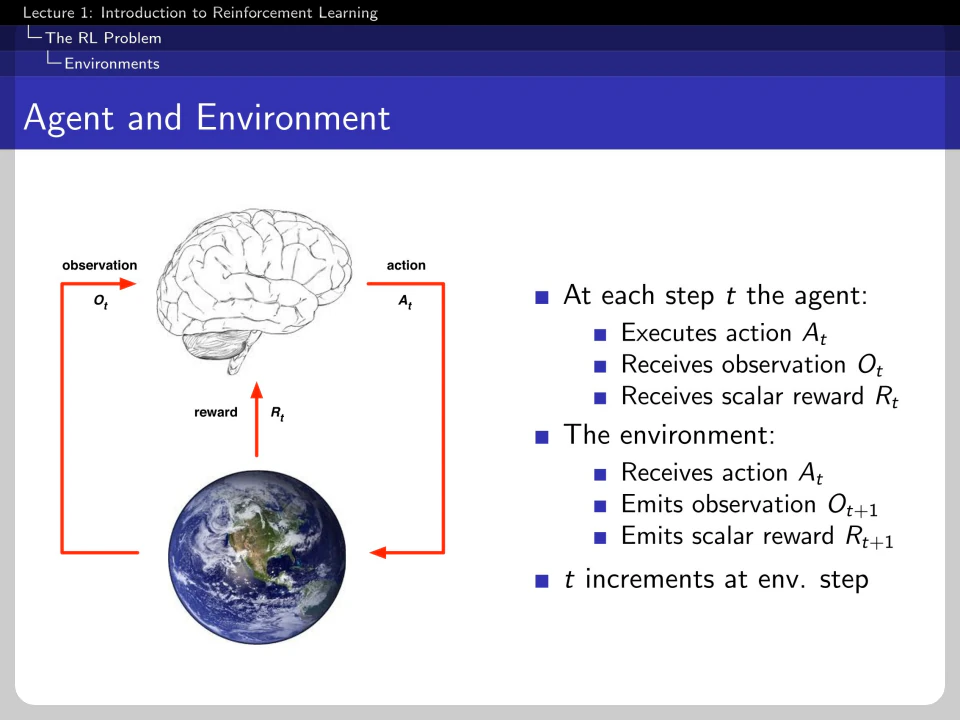 Lecture 1: Introduction to Reinforcement Learning
The RL Problem
Environments
Agent and Environment
observation
O_t
action
A_t
reward R_t
At each step t the agent:
Executes action A_t
Receives observation O_t
Receives scalar reward R_t
The environment:
Receives action A_t
Emits observation O_{t+1}
Emits scalar reward R_{t+1}
t increments at env. step